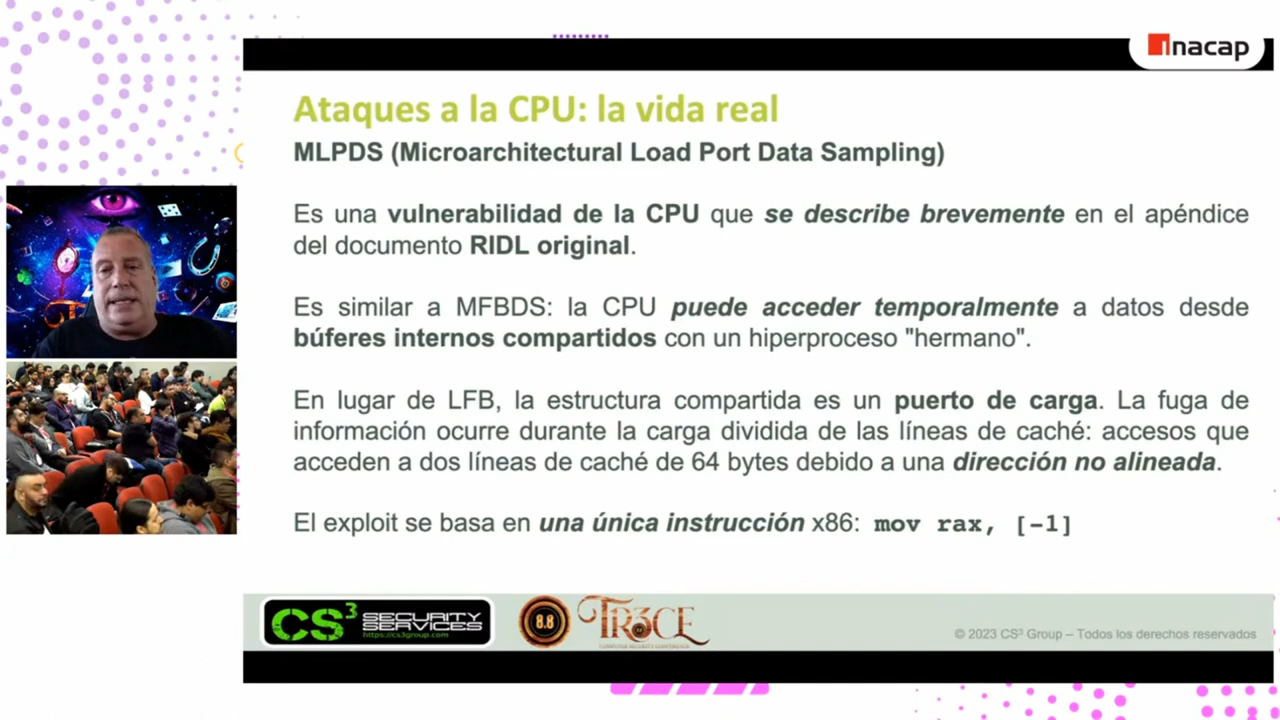 ınacap
Ataques a la CPU: la vida real
MLPDS (Microarchitectural Load Port Data Sampling)
Es una vulnerabilidad de la CPU que se describe brevemente en el apéndice
del documento RIDL original.
Es similar a MFBDS: la CPU puede acceder temporalmente a datos desde
búferes internos compartidos con un hiperproceso "hermano".
En lugar de LFB, la estructura compartida es un puerto de carga. La fuga de
información ocurre durante la carga dividida de las líneas de caché: accesos que
acceden a dos líneas de caché de 64 bytes debido a una dirección no alineada.
El exploit se basa en una única instrucción x86: mov rax, [-1]
CS³ SECURITY SERVICES
https://cs3group.com
8.8 TR3CE
COMPUTER SECURITY CONFERENCE
© 2023 CS³ Group – Todos los derechos reservados